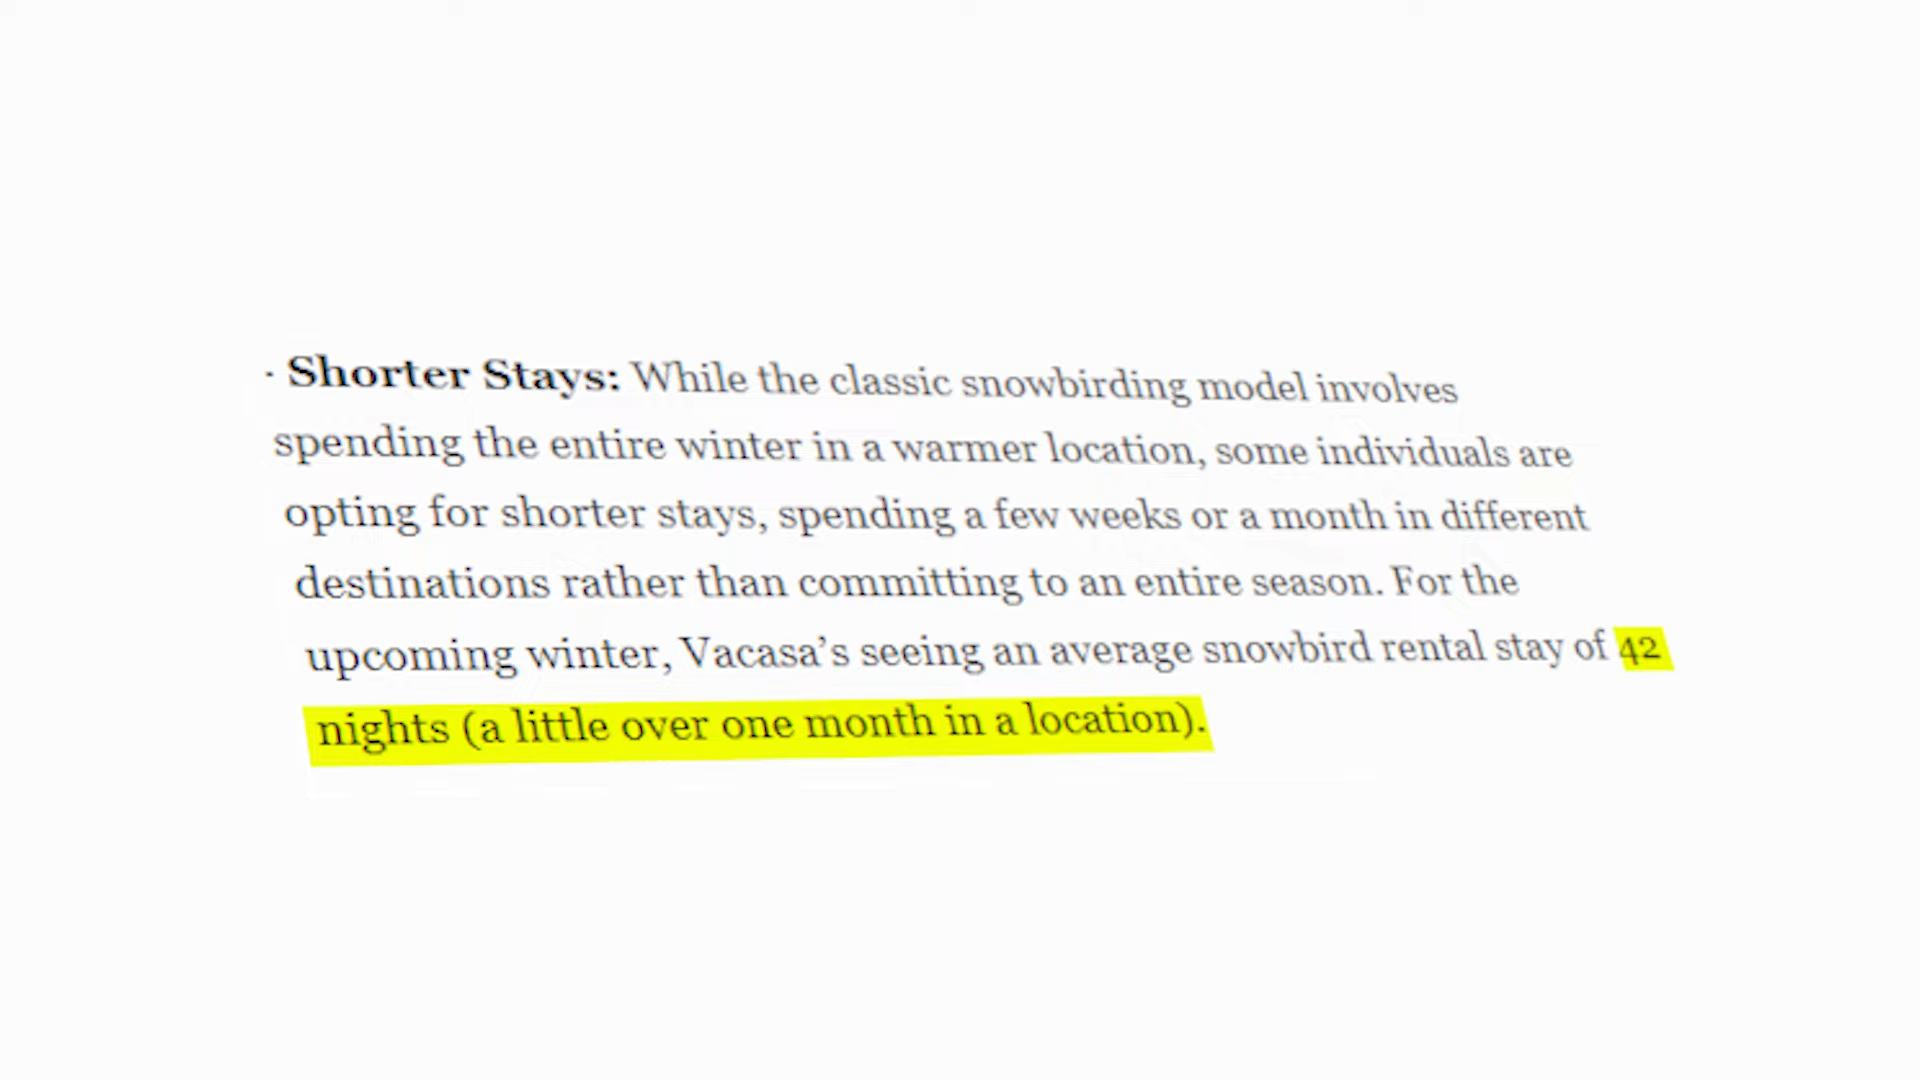 · Shorter Stays: While the classic snowbirding model involves
spending the entire winter in a warmer location, some individuals are
opting for shorter stays, spending a few weeks or a month in different
destinations rather than committing to an entire season. For the
upcoming winter, Vacasa’s seeing an average snowbird rental stay of 42
nights (a little over one month in a location).